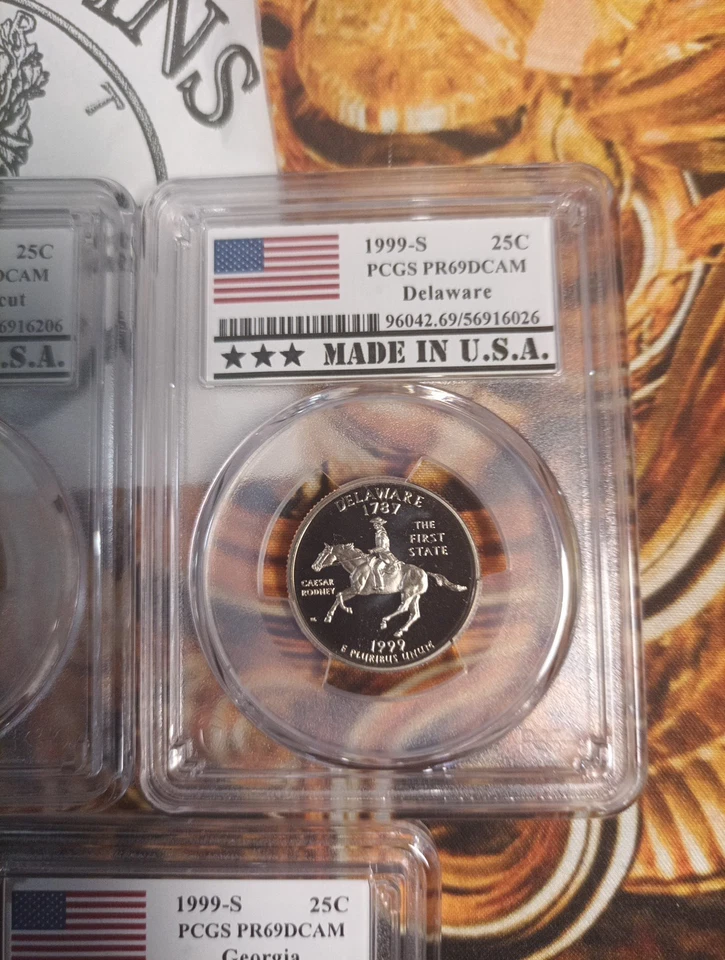 INS
T
25C
DCAM
cut
6916206
.S.A.
1999-S 25C
PCGS PR69DCAM
Delaware
96042.69/56916026
★★★ MADE IN U.S.A.
DELAWARE
1787
THE
FIRST
STATE
CAESAR
RODNEY
1999
E PLURIBUS UNUM
1999-S 25C
PCGS PR69DCAM
Georgia